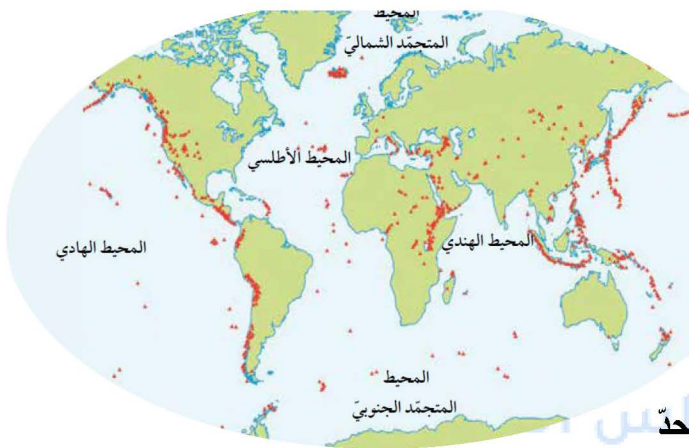 المحيط
المتجمّد الشماليّ
المحيط الأطلسي
المحيط الهندي
المحيط الهادي
المحيط
المتجمّد الجنوبيّ